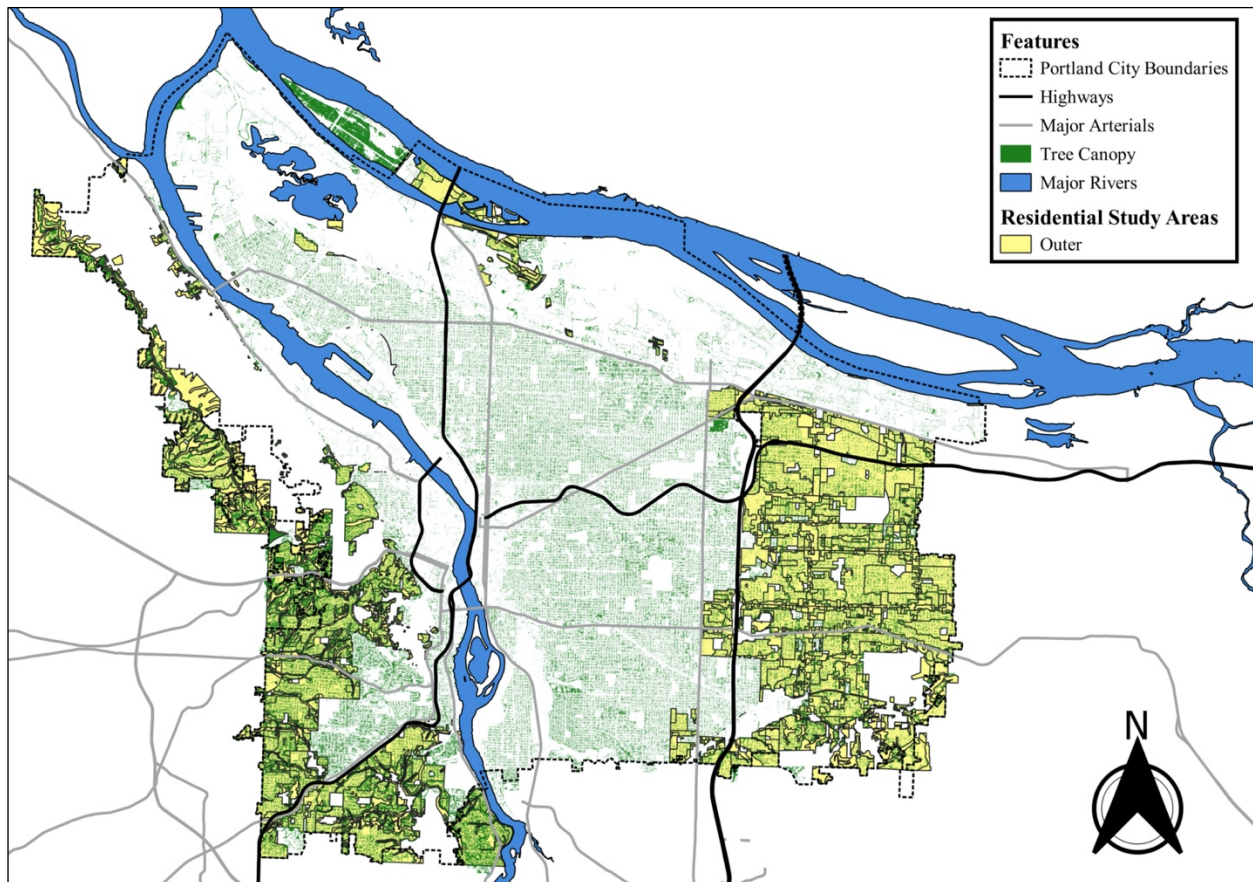 Features
Portland City Boundaries
Highways
Major Arterials
Tree Canopy
Major Rivers
Residential Study Areas
Outer
N